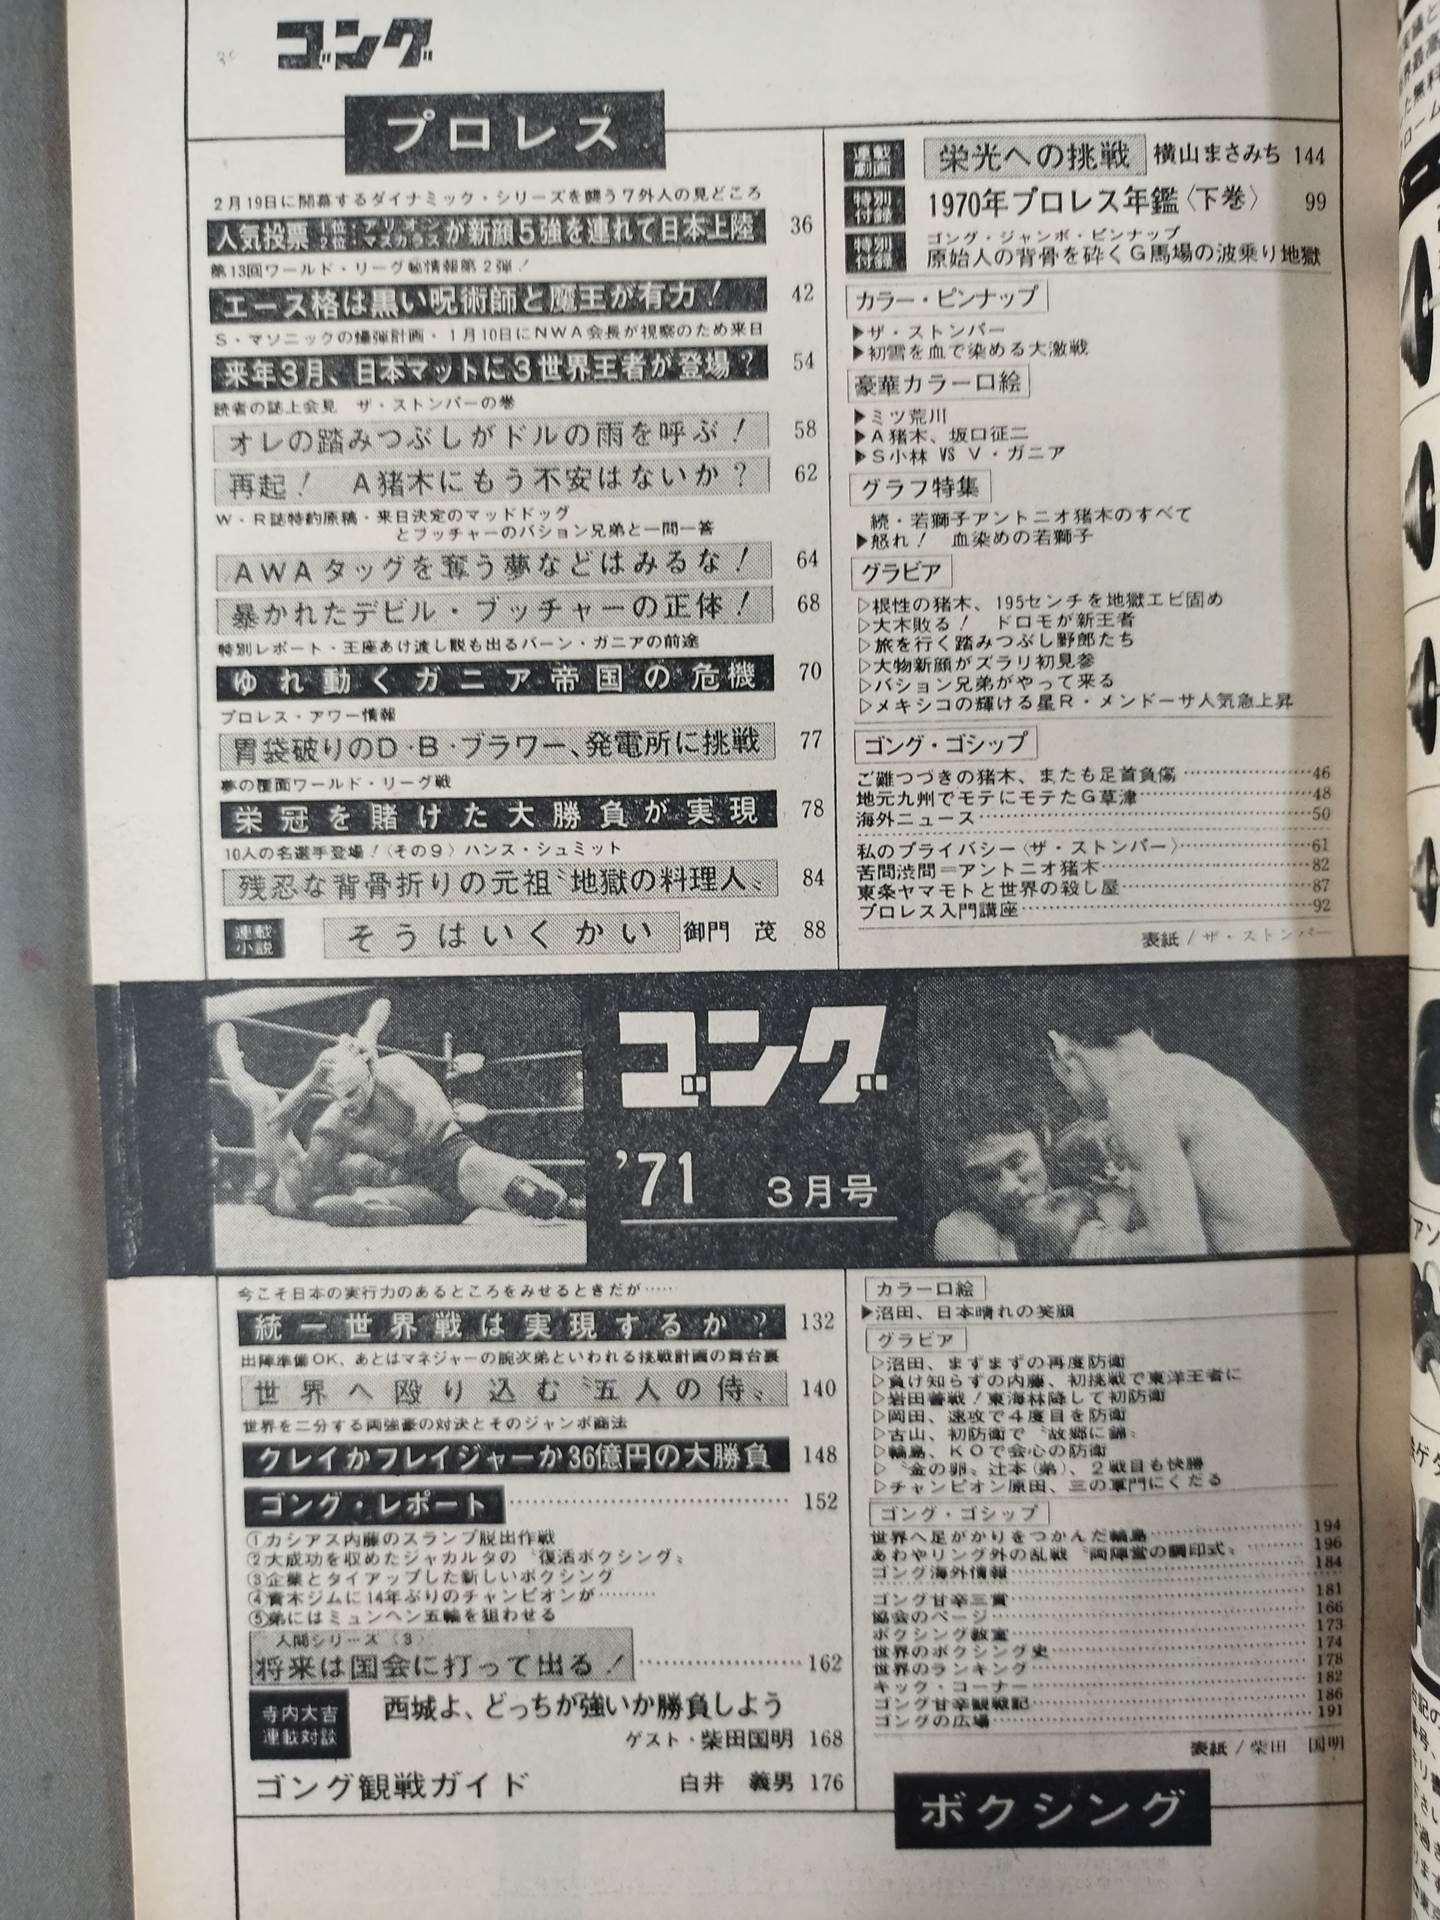 ゴング
プロレス
2月19日に開幕するダイナミック・シリーズを闘う7外人の見どころ
人気投票 1位・アリオン 2位・マスカラス が新顔5強を連れて日本上陸 36
第13回ワールド・リーグ㊙情報第2弾!
エース格は黒い呪術師と魔王が有力! 42
S・マソニックの爆弾計画・1月10日にNWA会長が視察のため来日
来年3月、日本マットに3世界王者が登場? 54
読者の誌上会見 ザ・ストンパーの巻
オレの踏みつぶしがドルの雨を呼ぶ! 58
再起! A猪木にもう不安はないか? 62
W・R誌特約原稿・来日決定のマッドドッグ
とブッチャーのバション兄弟と一問一答
AWAタッグを奪う夢などはみるな! 64
暴かれたデビル・ブッチャーの正体! 68
特別レポート・王座あけ渡し説も出るバーン・ガニアの前途
ゆれ動くガニア帝国の危機 70
プロレス・アワー情報
胃袋破りのD・B・ブラワー、発電所に挑戦 77
夢の覆面ワールド・リーグ戦
栄冠を賭けた大勝負が実現 78
10人の名選手登場!〈その9〉ハンス・シュミット
残忍な背骨折りの元祖〝地獄の料理人〟 84
連載小説 そうはいくかい 御門 茂 88
連載劇画 栄光への挑戦 横山まさみち 144
特別付録 1970年プロレス年鑑〈下巻〉 99
特別付録 ゴング・ジャンボ・ピンナップ
原始人の背骨を砕くG馬場の波乗り地獄
カラー・ピンナップ
▶ザ・ストンパー
▶初雪を血で染める大激戦
豪華カラー口絵
▶ミツ荒川
▶A猪木、坂口征二
▶S小林 VS V・ガニア
グラフ特集
続・若獅子アントニオ猪木のすべて
▶怒れ! 血染めの若獅子
グラビア
▷根性の猪木、195センチを地獄エビ固め
▷大木敗る! ドロモが新王者
▷旅を行く踏みつぶし野郎たち
▷大物新顔がズラリ初見参
▷バション兄弟がやって来る
▷メキシコの輝ける星R・メンドーサ人気急上昇
ゴング・ゴシップ
ご難つづきの猪木、またも足首負傷……46
地元九州でモテにモテたG草津……48
海外ニュース……50
私のプライバシー〈ザ・ストンパー〉……61
苦問渋問=アントニオ猪木……82
東条ヤマモトと世界の殺し屋……87
プロレス入門講座……92
表紙/ザ・ストンパー
ゴング
'71 3月号
今こそ日本の実行力のあるところをみせるときだが……
統一世界戦は実現するか? 132
出陣準備OK、あとはマネジャーの腕次第といわれる挑戦計画の舞台裏
世界へ殴り込む〝五人の侍〟 140
世界を二分する両強豪の対決とそのジャンボ商法
クレイかフレイジャーか36億円の大勝負 148
ゴング・レポート……152
①カシアス内藤のスランプ脱出作戦
②大成功を収めたジャカルタの〝復活ボクシング〟
③企業とタイアップした新しいボクシング
④青木ジムに14年ぶりのチャンピオンが………
⑤弟にはミュンヘン五輪を狙わせる
人間シリーズ〈3〉
将来は国会に打って出る!……162
寺内大吉連載対談 西城よ、どっちが強いか勝負しよう
ゲスト・柴田国明 168
ゴング観戦ガイド 白井 義男 176
カラー口絵
▶沼田、日本晴れの笑顔
グラビア
▷沼田、まずまずの再度防衛
▷負け知らずの内藤、初挑戦で東洋王者に
▷岩田善戦!東海林降して初防衛
▷岡田、速攻で4度目を防衛
▷古山、初防衛で〝故郷に錦〟
▷輪島、KOで会心の防衛
▷〝金の卵〟辻本(弟)、2戦目も快勝
▷チャンピオン原田、三の軍門にくだる
ゴング・ゴシップ
世界へ足がかりをつかんだ輪島……194
あわやリング外の乱戦〝両陣営の調印式〟……196
ゴング海外情報……184
ゴング甘辛三賞……181
協会のページ……166
ボクシング教室……173
世界のボクシング史……174
世界のランキング……178
キック・コーナー……182
ゴング甘辛観戦記……186
ゴングの広場……191
表紙/柴田 国明
ボクシング